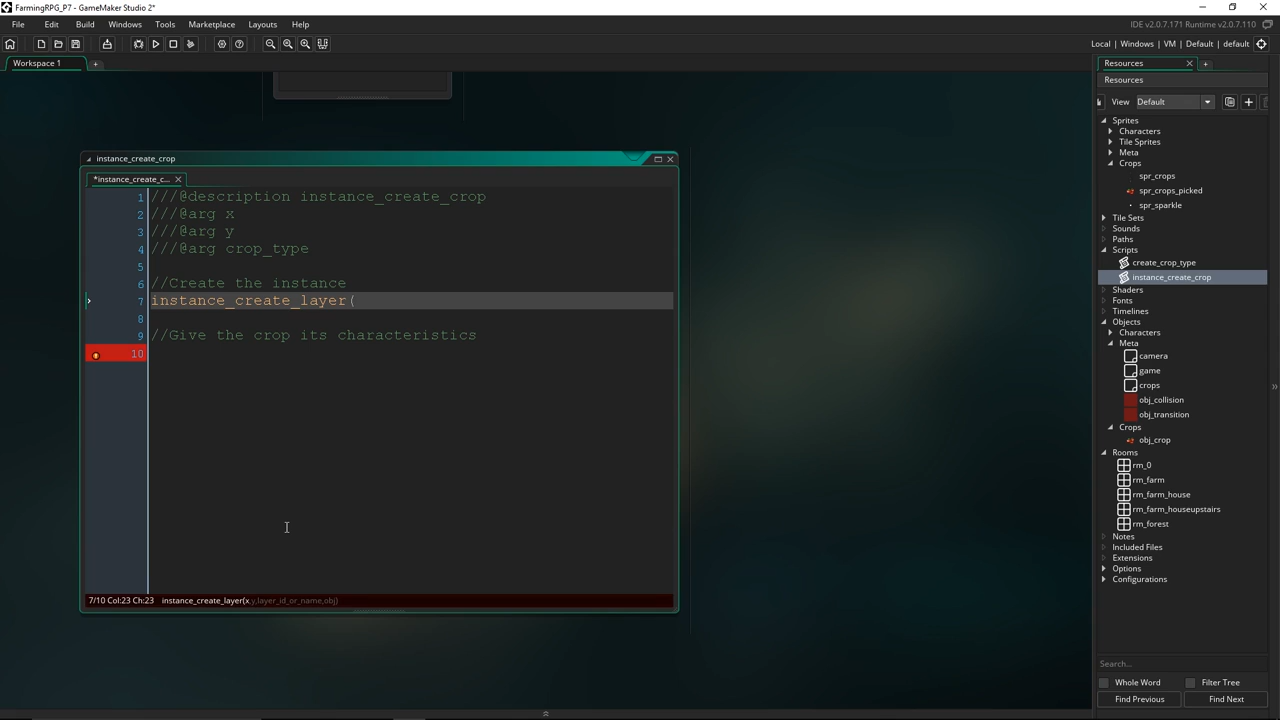 FarmingRPG_P7 - GameMaker Studio 2*
File Edit Build Windows Tools Marketplace Layouts Help
IDE v2.0.7.171 Runtime v2.0.7.110
Local | Windows | VM | Default | default
Workspace 1
Resources
Resources
View Default
Sprites
Characters
Tile Sprites
Meta
Crops
spr_crops
spr_crops_picked
spr_sparkle
Tile Sets
Sounds
Paths
Scripts
create_crop_type
instance_create_crop
Shaders
Fonts
Timelines
Objects
Characters
Meta
camera
game
crops
obj_collision
obj_transition
Crops
obj_crop
Rooms
rm_0
rm_farm
rm_farm_house
rm_farm_houseupstairs
rm_forest
Notes
Included Files
Extensions
Options
Configurations
Search...
Whole Word Filter Tree
Find Previous Find Next
instance_create_crop
*instance_create_c...
1 ///@description instance_create_crop
2 ///@arg x
3 ///@arg y
4 ///@arg crop_type
5
6 //Create the instance
7 instance_create_layer(
8
9 //Give the crop its characteristics
10
7/10 Col:23 Ch:23 instance_create_layer(x,y,layer_id_or_name,obj)